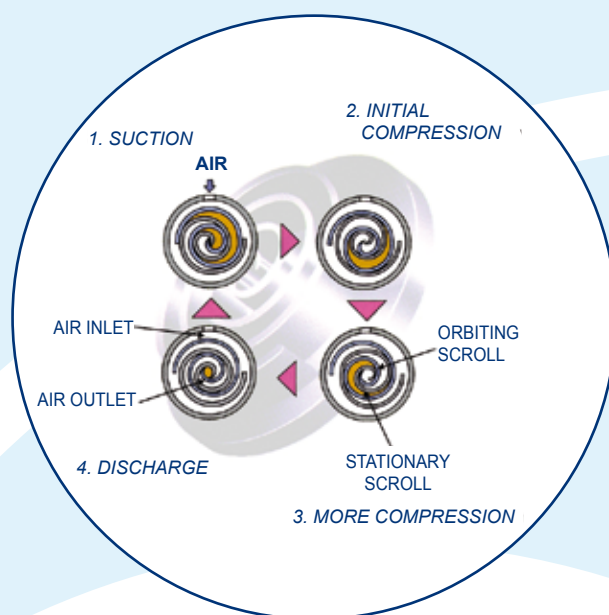 1. SUCTION
2. INITIAL
COMPRESSION
AIR
AIR INLET
AIR OUTLET
ORBITING
SCROLL
STATIONARY
SCROLL
4. DISCHARGE
3. MORE COMPRESSION